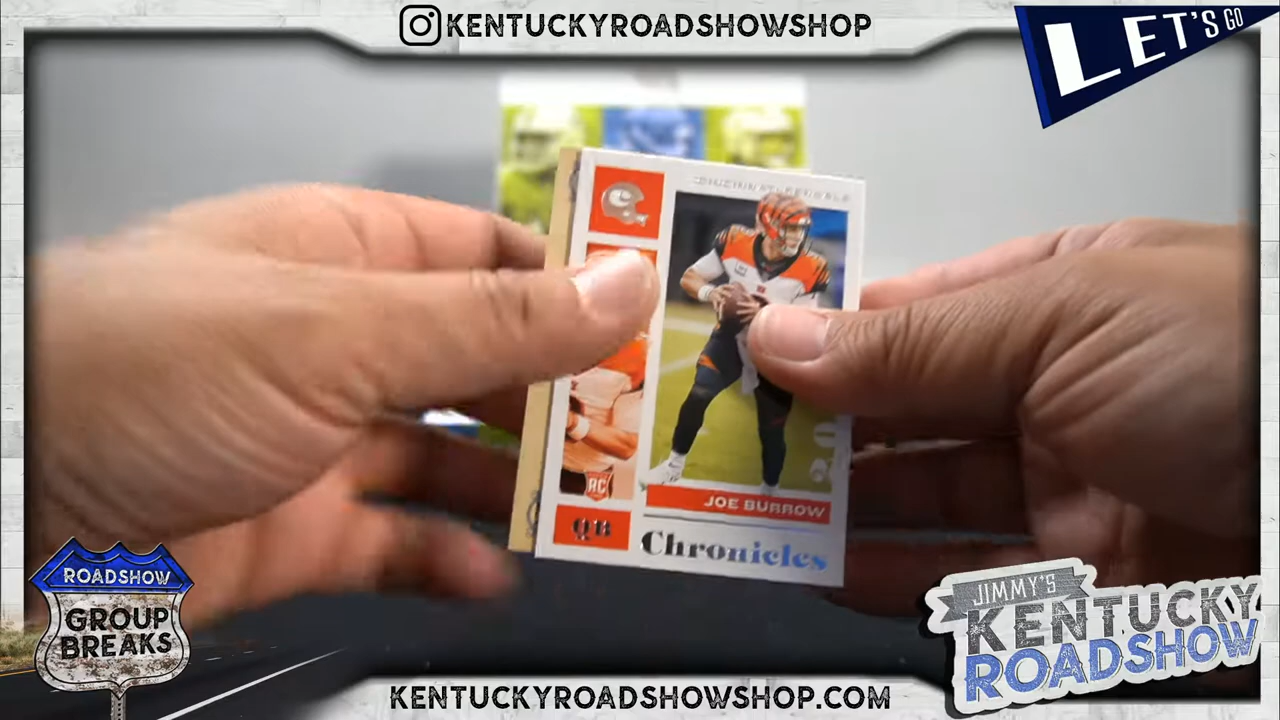 KENTUCKYROADSHOWSHOP
LET'S GO
CINCINNATI BENGALS
RC
JOE BURROW
QB
Chronicles
ROADSHOW
GROUP
BREAKS
JIMMY'S
KENTUCKY
ROADSHOW
KENTUCKYROADSHOWSHOP.COM